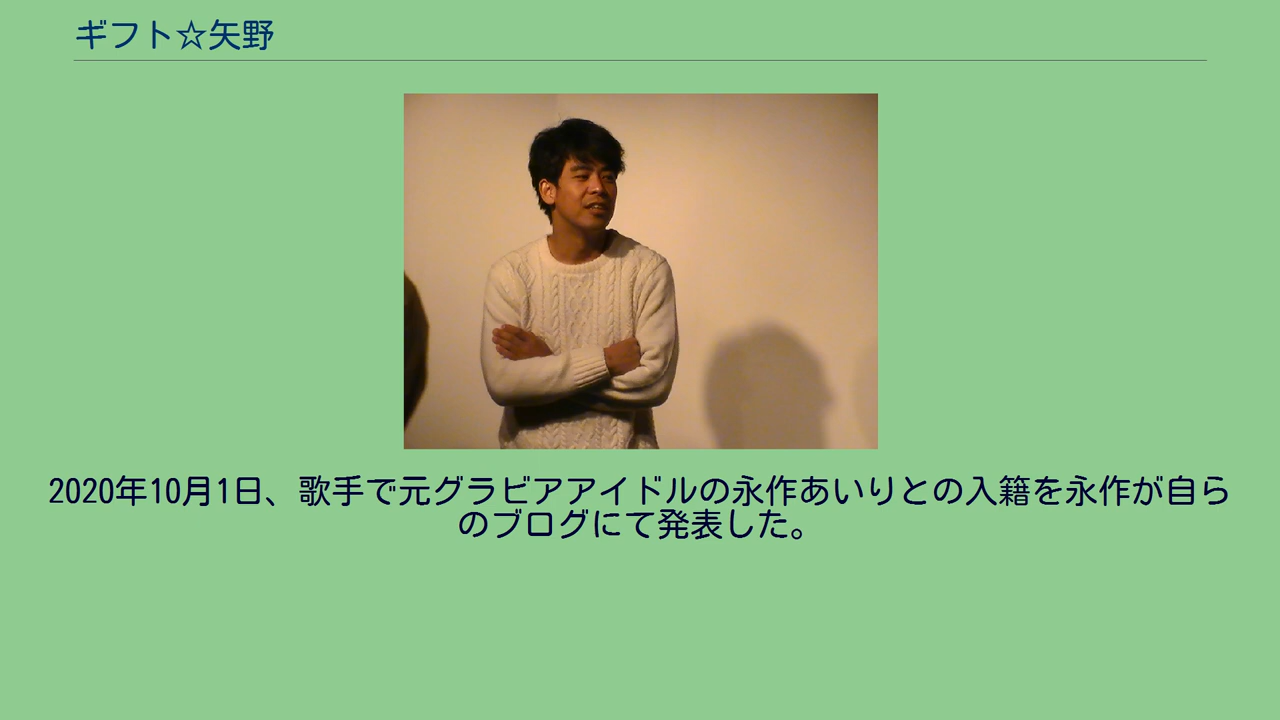 ギフト☆矢野
2020年10月1日、歌手で元グラビアアイドルの永作あいりとの入籍を永作が自ら
のブログにて発表した。